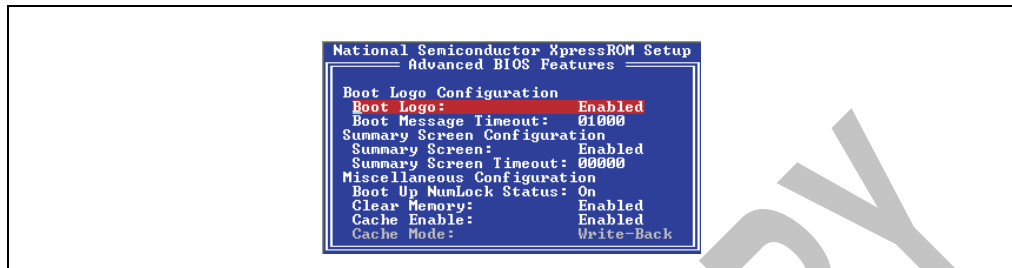 National Semiconductor XpressROM Setup
Advanced BIOS Features
Boot Logo Configuration
Boot Logo: Enabled
Boot Message Timeout: 01000
Summary Screen Configuration
Summary Screen: Enabled
Summary Screen Timeout: 00000
Miscellaneous Configuration
Boot Up NumLock Status: On
Clear Memory: Enabled
Cache Enable: Enabled
Cache Mode: Write-Back